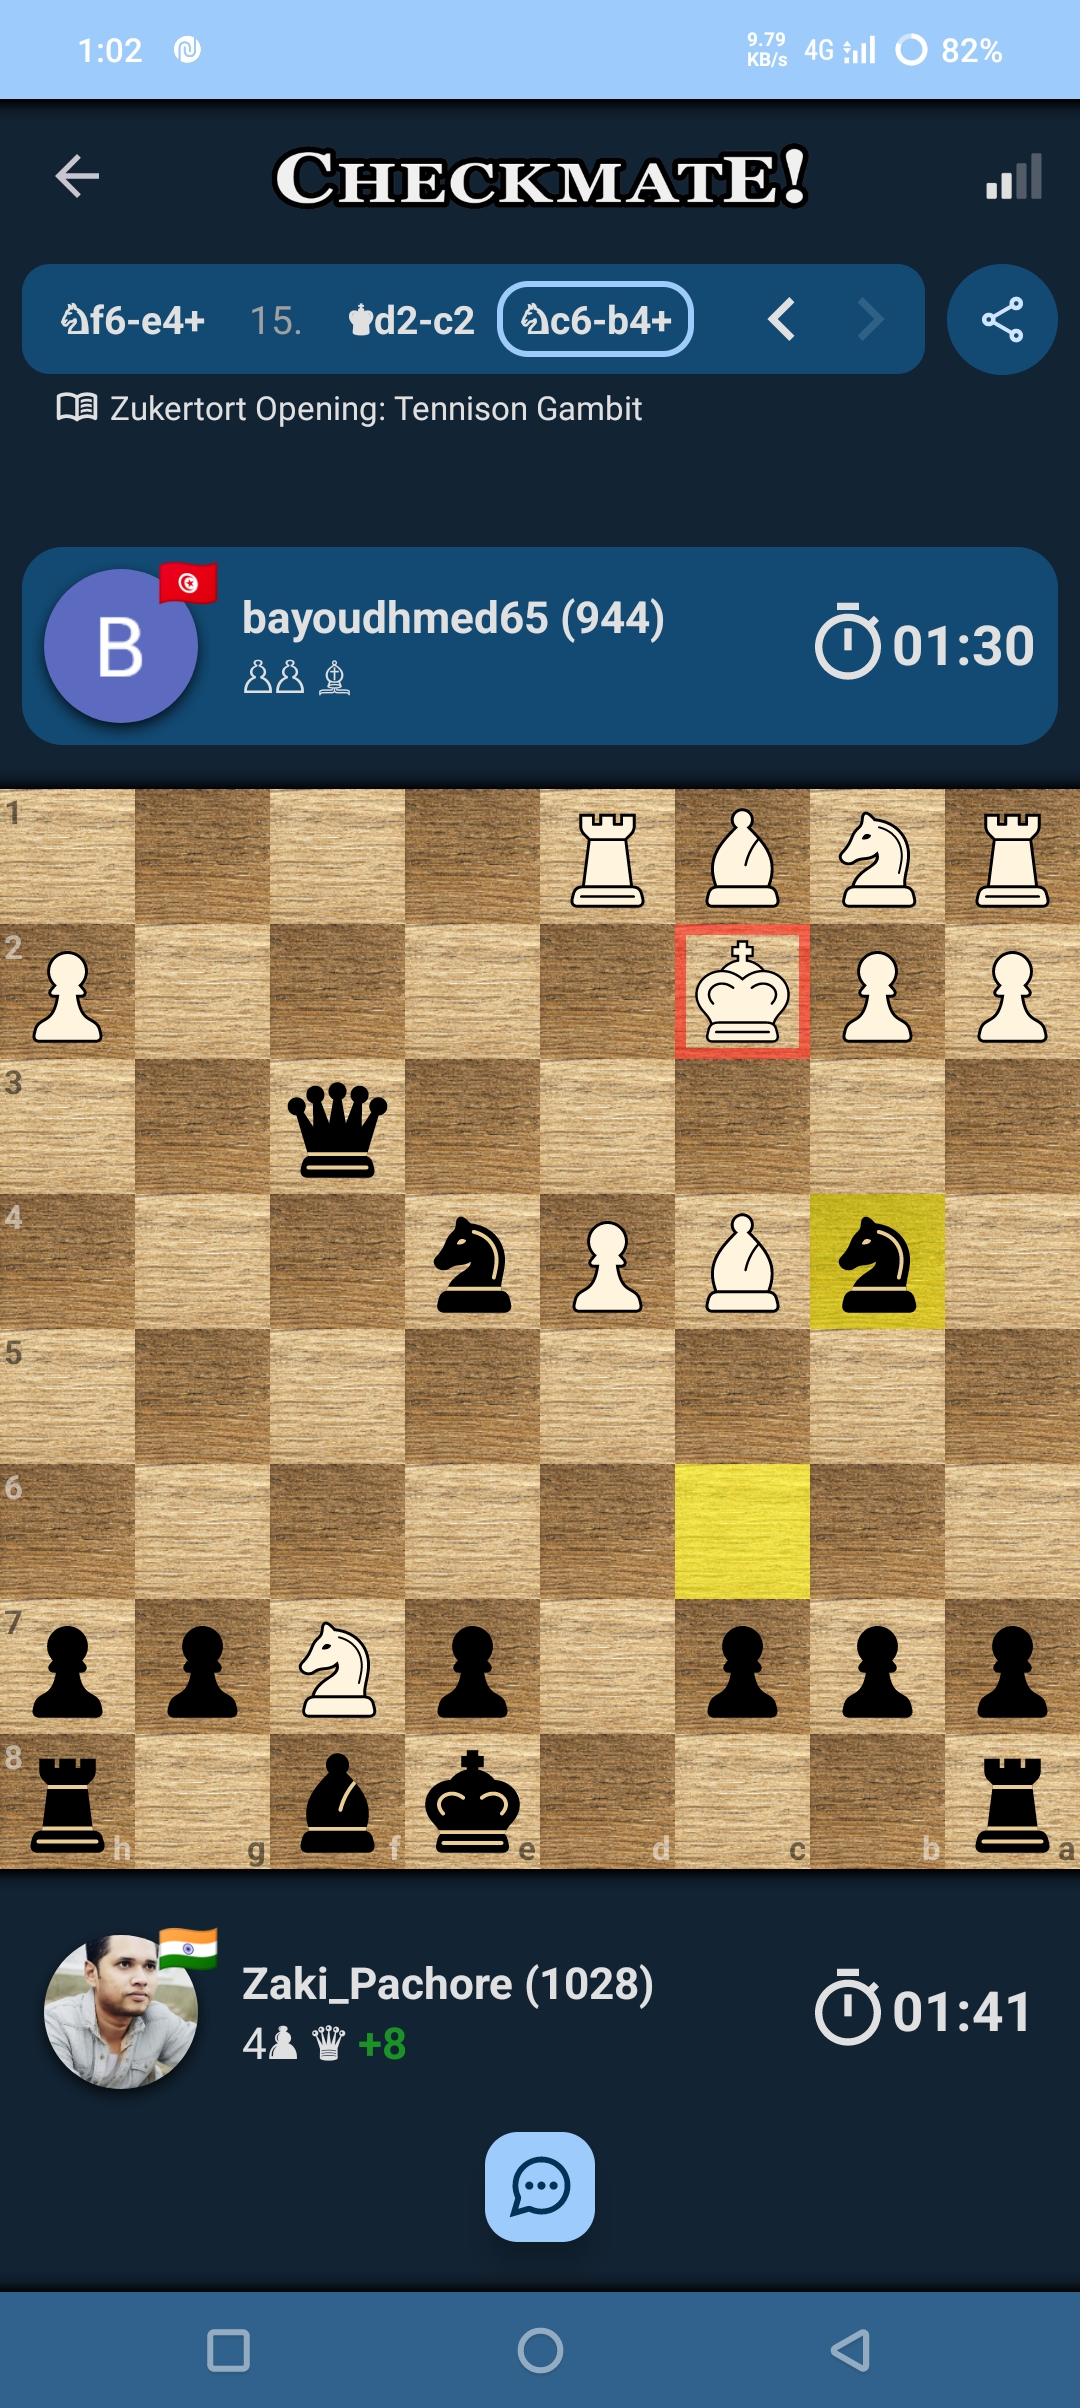 1:02 9.79 KB/s 4G 82%
CHECKMATE!
♘f6-e4+ 15. ♚d2-c2 ♘c6-b4+
Zukertort Opening: Tennison Gambit
B bayoudhmed65 (944) 01:30
1
2
3
4
5
6
7
8
h g f e d c b a
Zaki_Pachore (1028) 01:41
4♟ ♛ +8